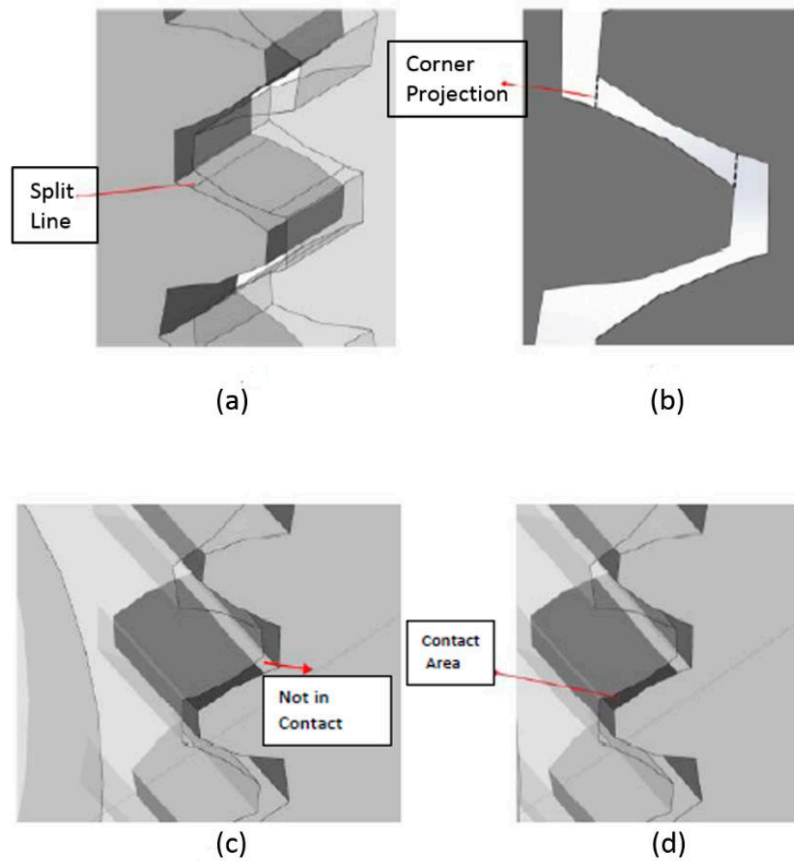 Corner
Projection
Split
Line
(a)
(b)
Not in
Contact
Contact
Area
(c)
(d)